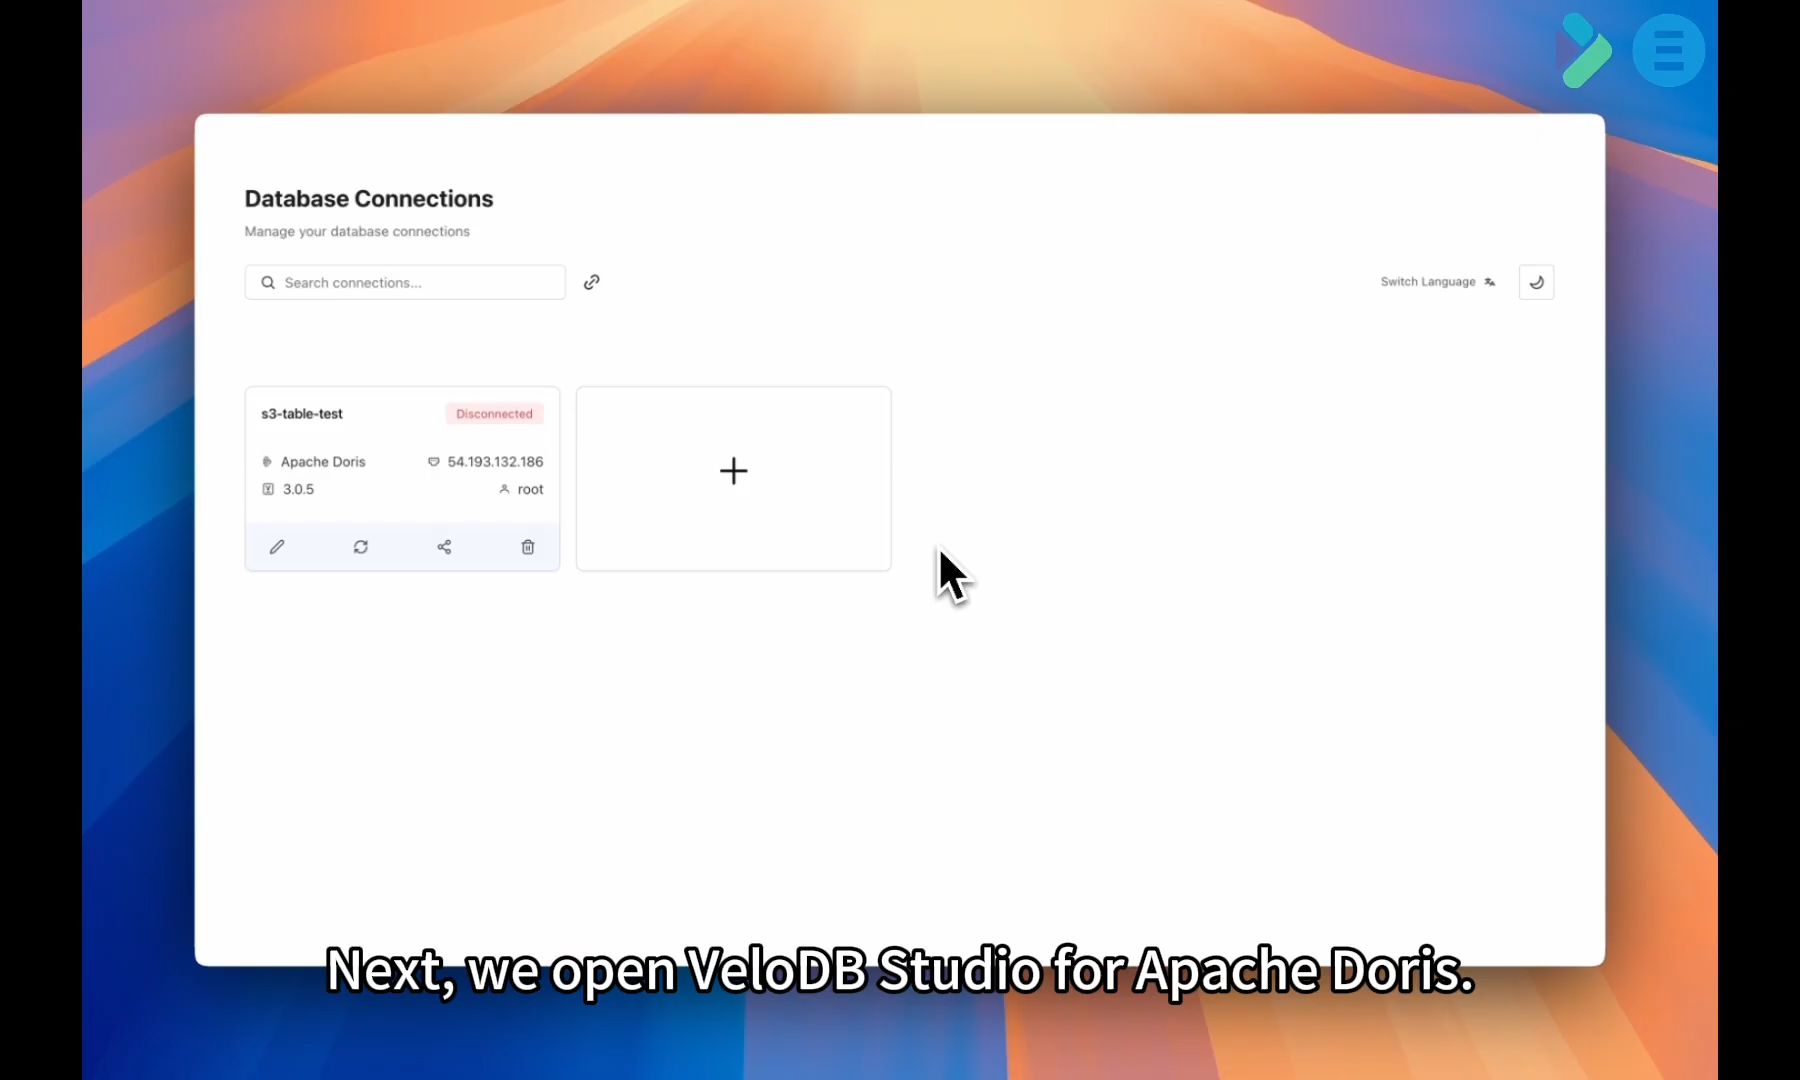 Database Connections
Manage your database connections
Search connections...
Switch Language
s3-table-test
Disconnected
Apache Doris
54.193.132.186
3.0.5
root
Next, we open VeloDB Studio for Apache Doris.